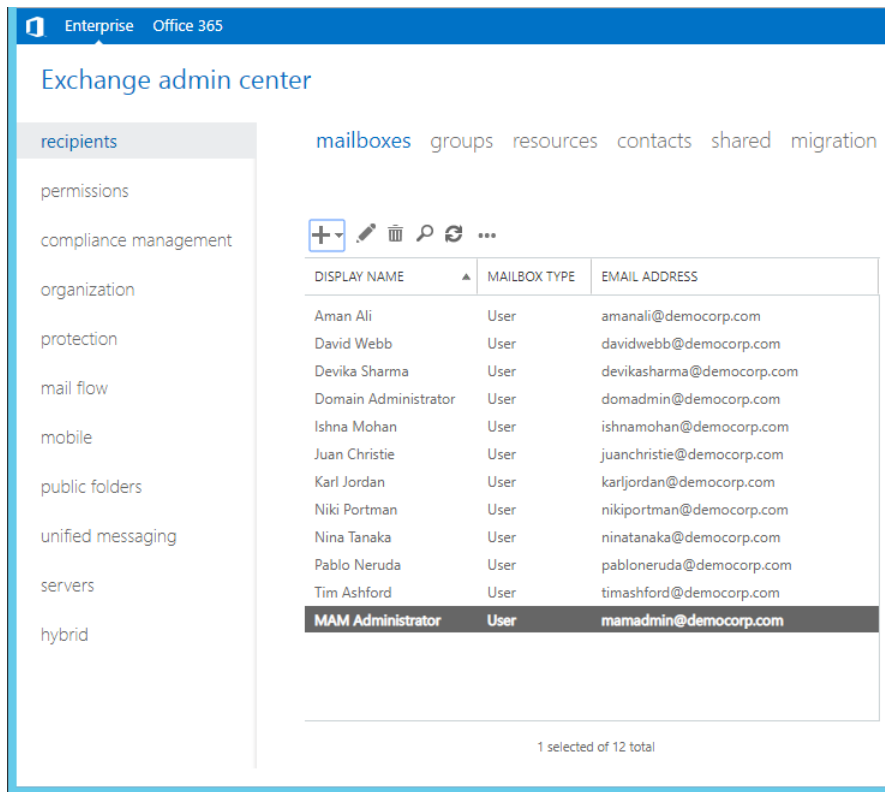 Enterprise Office 365
Exchange admin center
recipients
permissions
compliance management
organization
protection
mail flow
mobile
public folders
unified messaging
servers
hybrid
mailboxes groups resources contacts shared migration
DISPLAY NAME MAILBOX TYPE EMAIL ADDRESS
Aman Ali User amanali@democorp.com
David Webb User davidwebb@democorp.com
Devika Sharma User devikasharma@democorp.com
Domain Administrator User domadmin@democorp.com
Ishna Mohan User ishnamohan@democorp.com
Juan Christie User juanchristie@democorp.com
Karl Jordan User karljordan@democorp.com
Niki Portman User nikiportman@democorp.com
Nina Tanaka User ninatanaka@democorp.com
Pablo Neruda User pabloneruda@democorp.com
Tim Ashford User timashford@democorp.com
MAM Administrator User mamadmin@democorp.com
1 selected of 12 total